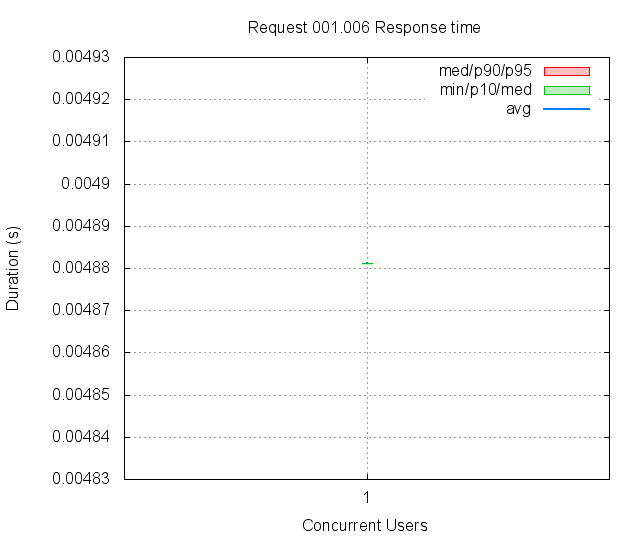 Request 001.006 Response time
med/p90/p95
min/p10/med
avg
0.00493
0.00492
0.00491
0.0049
0.00489
0.00488
0.00487
0.00486
0.00485
0.00484
0.00483
Duration (s)
1
Concurrent Users